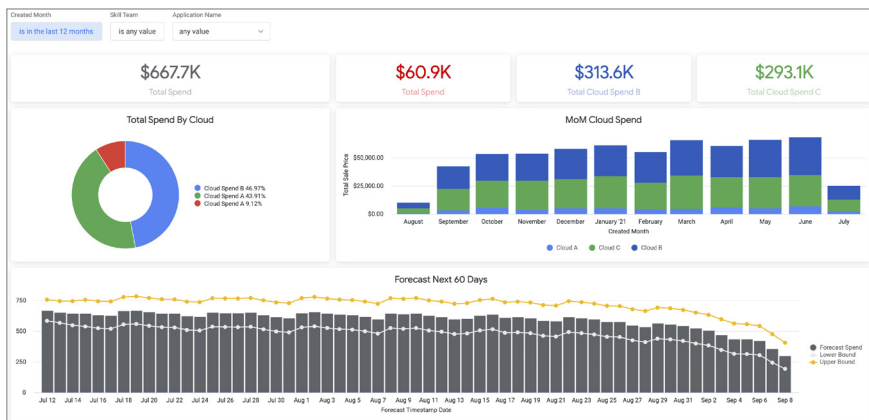 Created Month Skill Team Application Name
is in the last 12 months is any value any value
$667.7K
Total Spend
$60.9K
Total Spend
$313.6K
Total Cloud Spend B
$293.1K
Total Cloud Spend C
Total Spend By Cloud
Cloud Spend B 46.97%
Cloud Spend A 43.91%
Cloud Spend A 9.12%
MoM Cloud Spend
Total Sale Price
$50,000.00
$25,000.00
$0.00
August September October November December January '21 February March April May June July
Created Month
Cloud A Cloud C Cloud B
Forecast Next 60 Days
750
500
250
0
Jul 12 Jul 14 Jul 16 Jul 18 Jul 20 Jul 22 Jul 24 Jul 26 Jul 28 Jul 30 Aug 1 Aug 3 Aug 5 Aug 7 Aug 9 Aug 11 Aug 13 Aug 15 Aug 17 Aug 19 Aug 21 Aug 23 Aug 25 Aug 27 Aug 29 Aug 31 Sep 2 Sep 4 Sep 6 Sep 8
Forecast Timestamp Date
Forecast Spend
Lower Bound
Upper Bound